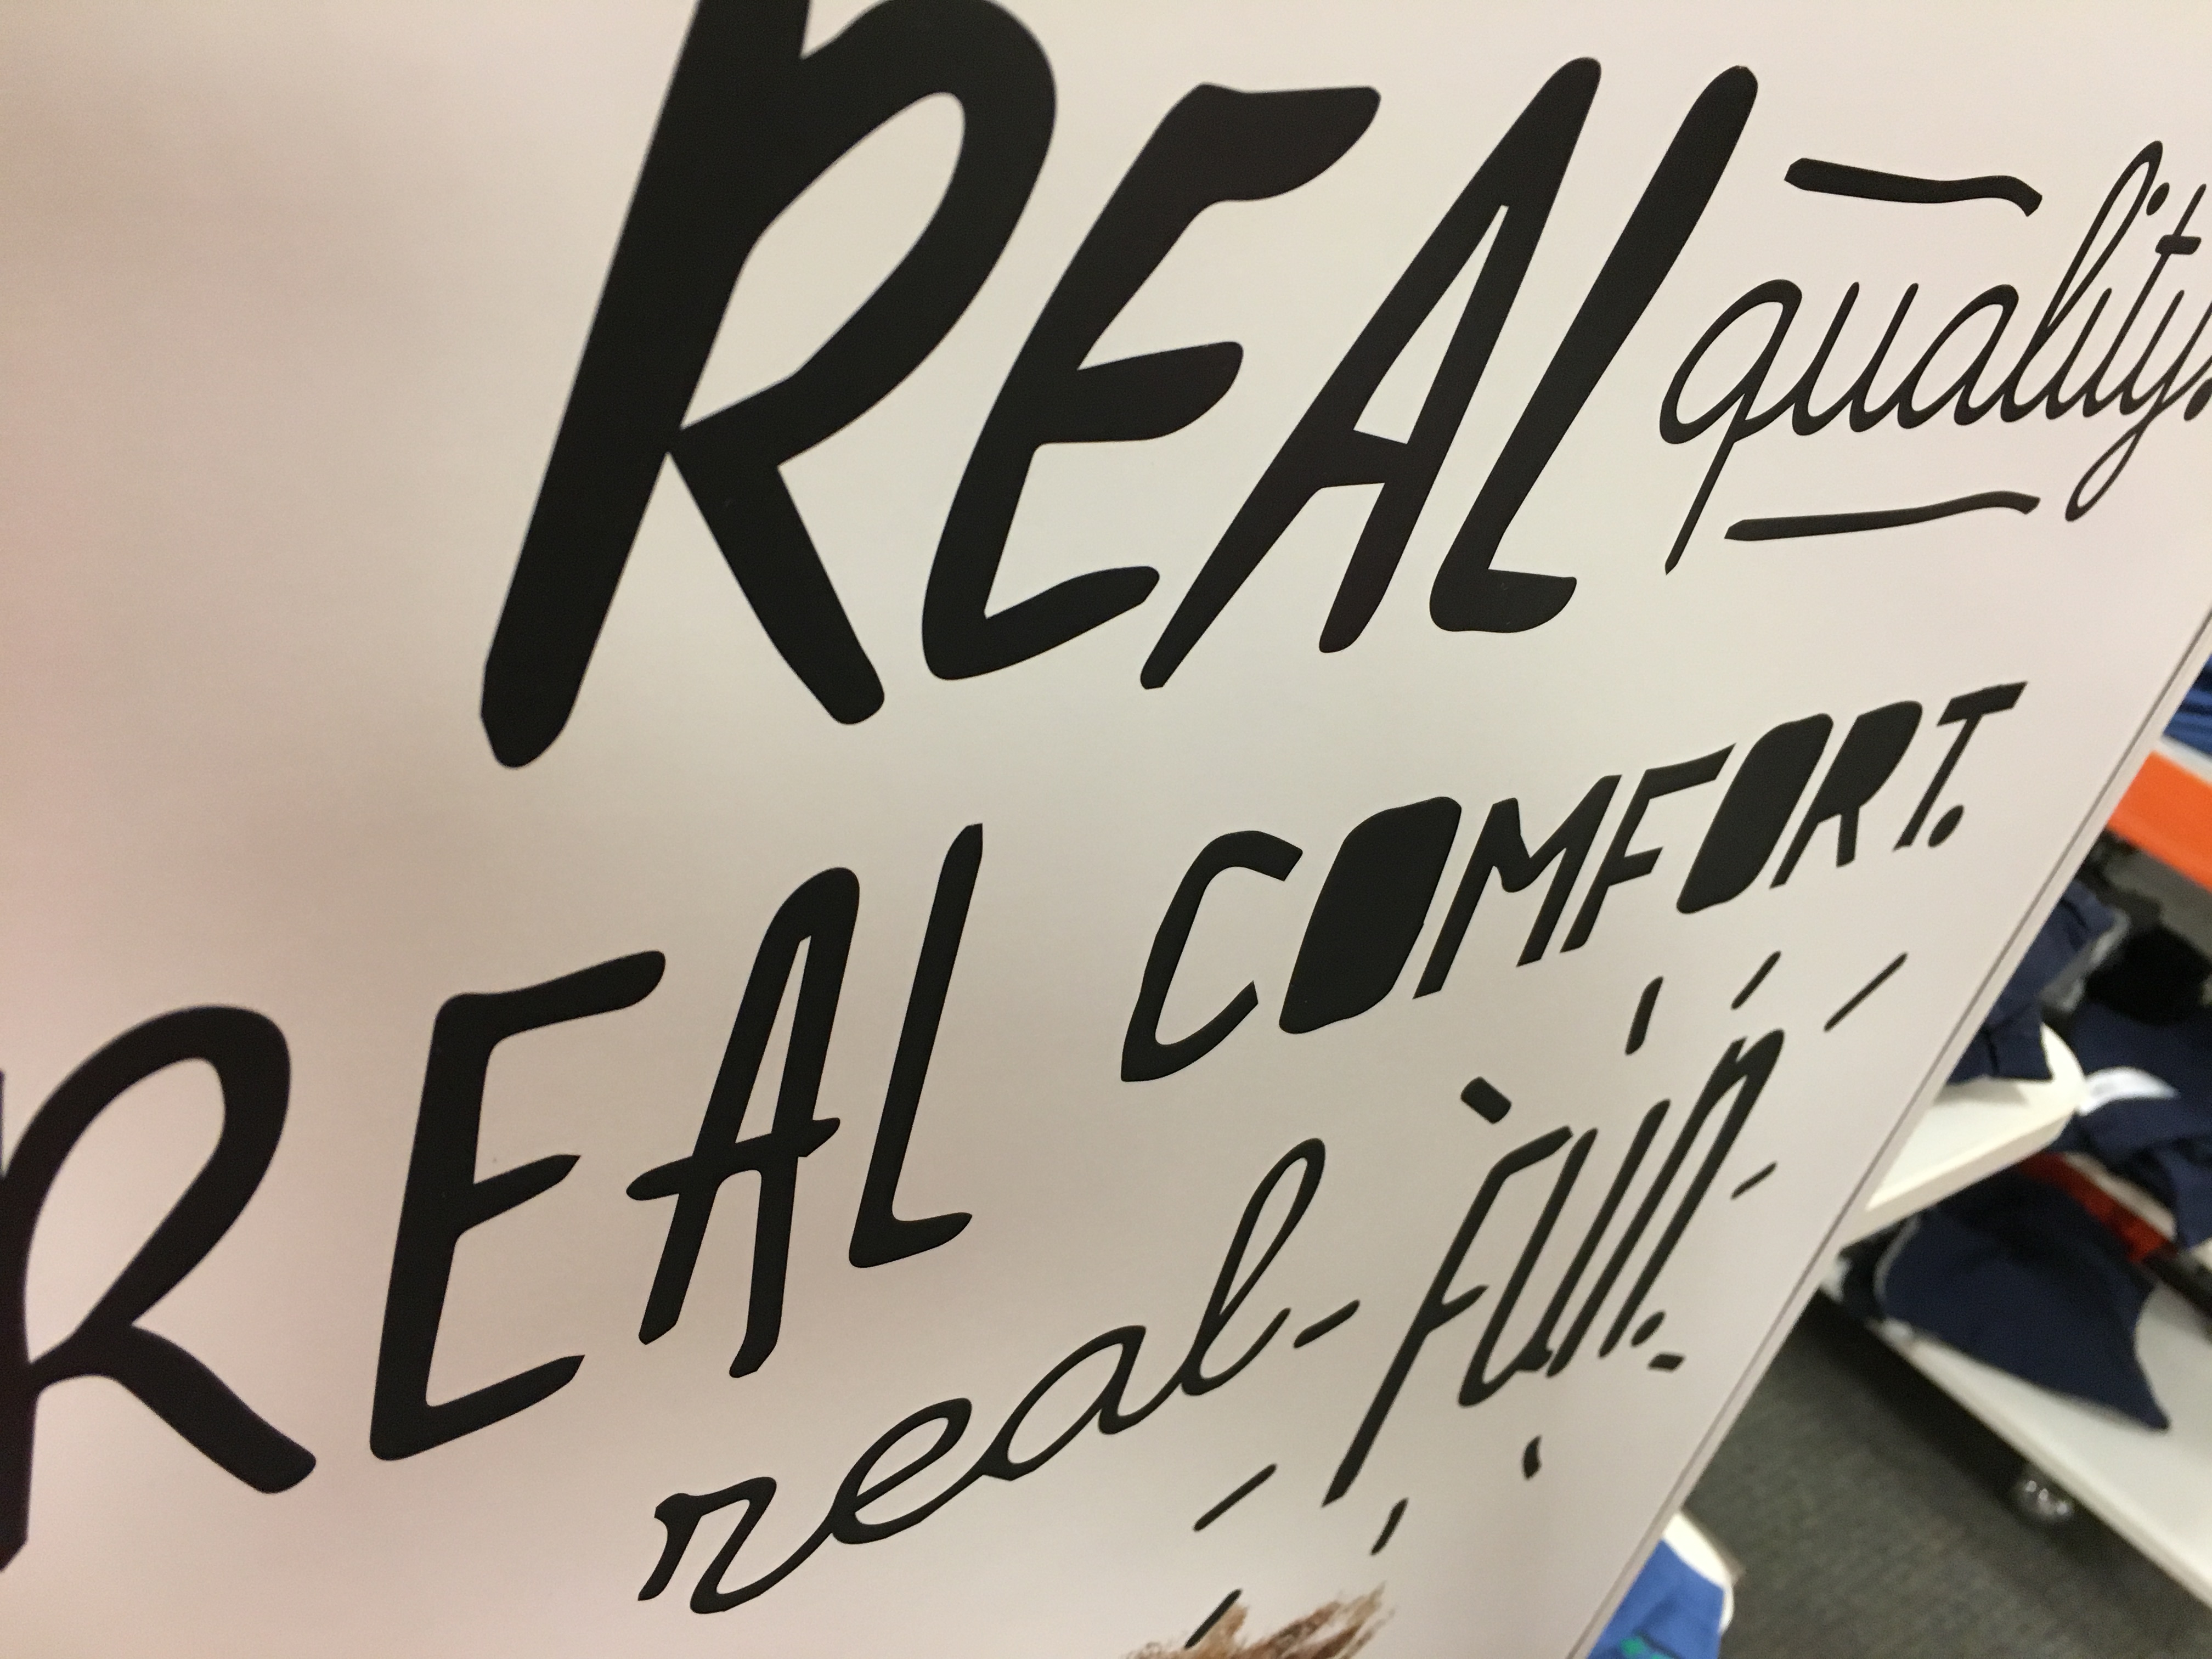 REAL quality.
REAL COMFORT.
real-FUN.